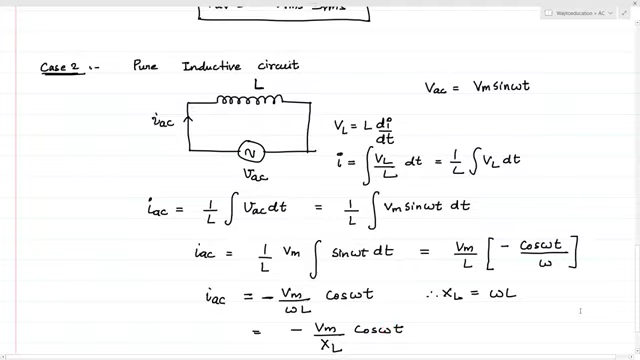 Waytoeducation + AC
Case 2 :- Pure Inductive circuit
L
Vac = Vm sinωt
iac
Vac
VL = L di/dt
i = ∫ VL/L dt = 1/L ∫ VL dt
iac = 1/L ∫ Vac dt = 1/L ∫ Vm sinωt dt
iac = 1/L Vm ∫ sinωt dt = Vm/L [ - cosωt/ω ]
iac = - Vm/ωL cosωt ∴ XL = ωL
= - Vm/XL cosωt